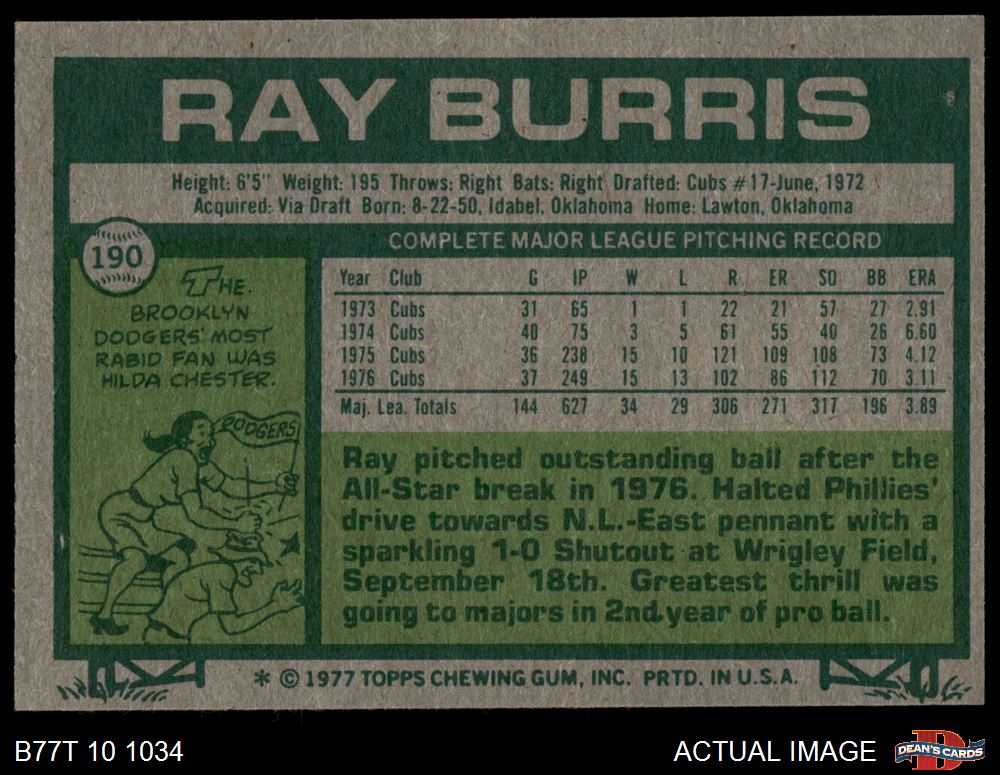 RAY BURRIS
Height: 6'5" Weight: 195 Throws: Right Bats: Right Drafted: Cubs #17-June, 1972
Acquired: Via Draft Born: 8-22-50, Idabel, Oklahoma Home: Lawton, Oklahoma
190
THE
BROOKLYN
DODGERS' MOST
RABID FAN WAS
HILDA CHESTER.
DODGERS
COMPLETE MAJOR LEAGUE PITCHING RECORD
Year Club G IP W L R ER SO BB ERA
1973 Cubs 31 65 1 1 22 21 57 27 2.91
1974 Cubs 40 75 3 5 61 55 40 26 6.60
1975 Cubs 36 238 15 10 121 109 108 73 4.12
1976 Cubs 37 249 15 13 102 86 112 70 3.11
Maj. Lea. Totals 144 627 34 29 306 271 317 196 3.89
Ray pitched outstanding ball after the
All-Star break in 1976. Halted Phillies'
drive towards N.L.-East pennant with a
sparkling 1-0 Shutout at Wrigley Field,
September 18th. Greatest thrill was
going to majors in 2nd year of pro ball.
* © 1977 TOPPS CHEWING GUM, INC. PRTD. IN U.S.A.
B77T 10 1034
ACTUAL IMAGE
D
DEAN'S CARDS